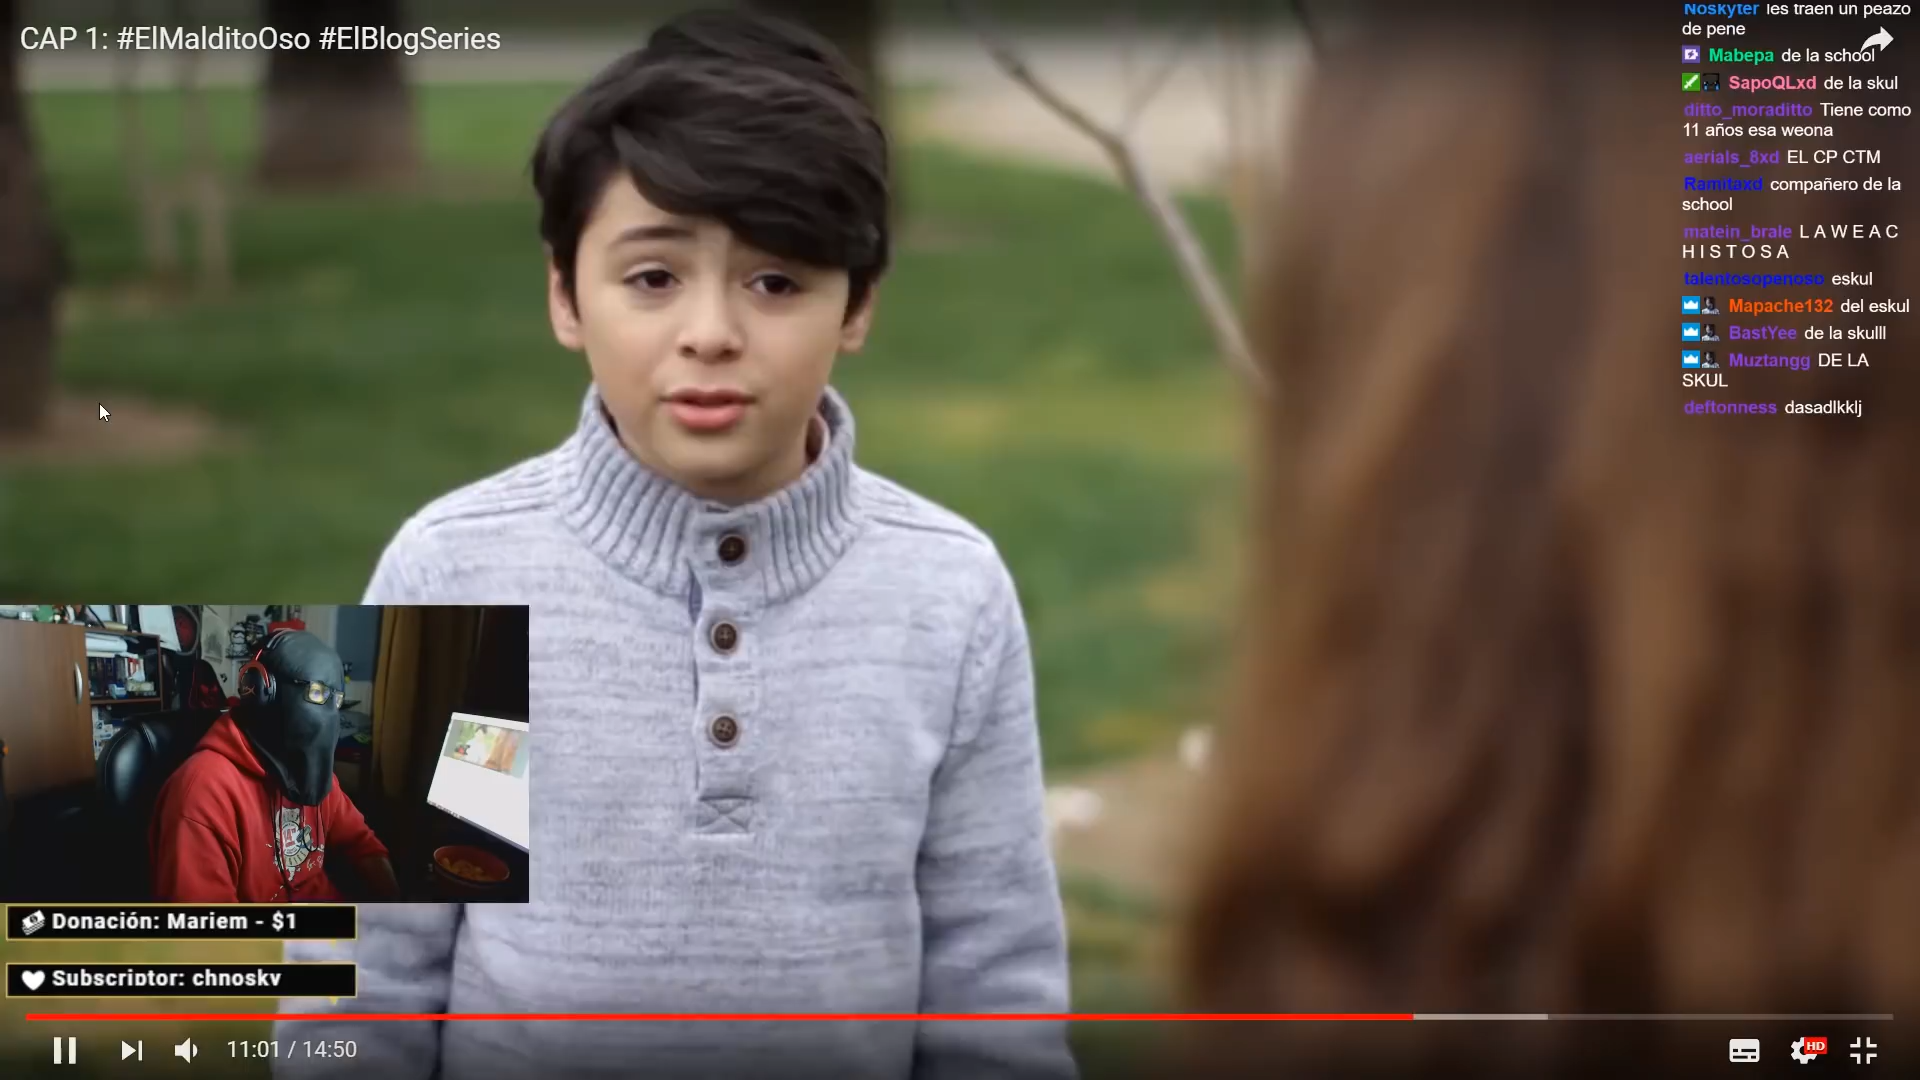 CAP 1: #ElMalditoOso #ElBlogSeries
Noskyter les traen un peazo
de pene
Mabepa de la school
SapoQLxd de la skul
ditto_moraditto Tiene como
11 años esa weona
aerials_8xd EL CP CTM
Ramitaxd compañero de la
school
matein_brale L A W E A C
H I S T O S A
talentosopenoso eskul
Mapache132 del eskul
BastYee de la skulll
Muztangg DE LA
SKUL
deftonness dasadlkklj
Donación: Mariem - $1
Subscriptor: chnoskv
11:01 / 14:50
HD